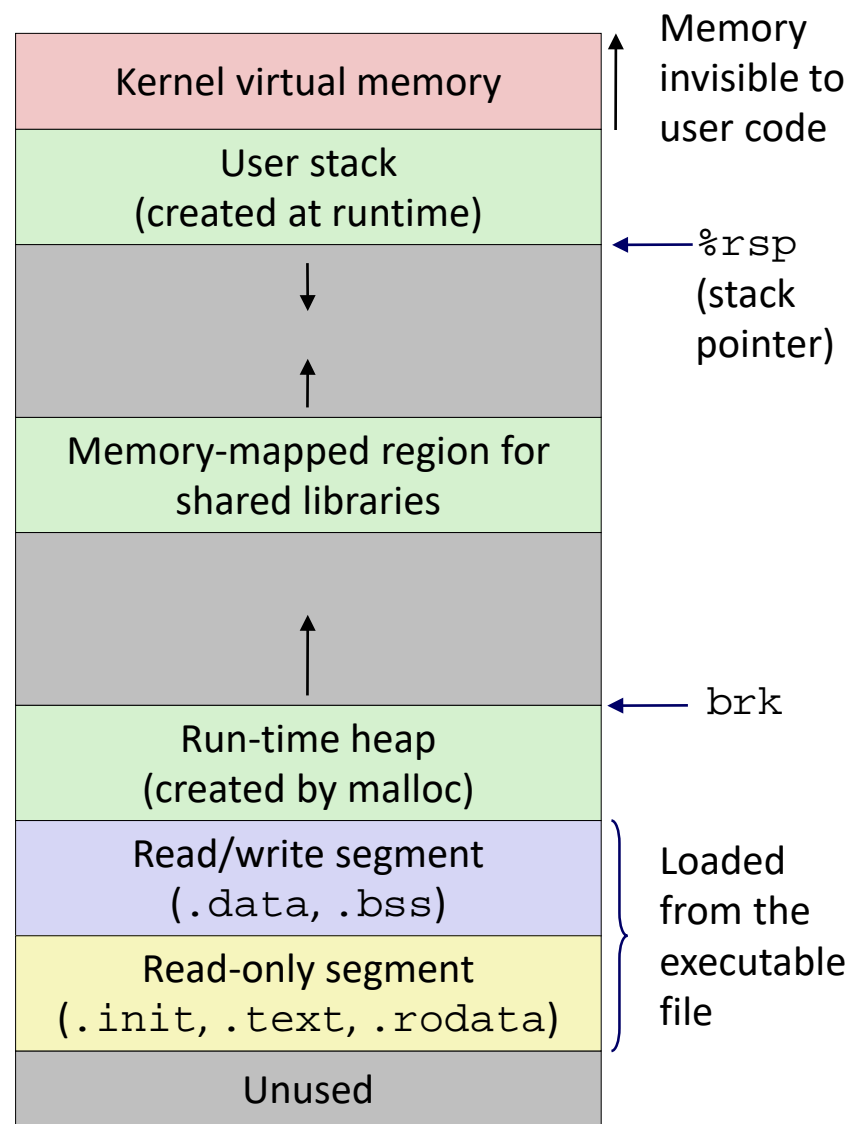 Kernel virtual memory
Memory
invisible to
user code
User stack
(created at runtime)
%rsp
(stack
pointer)
Memory-mapped region for
shared libraries
brk
Run-time heap
(created by malloc)
Read/write segment
(.data, .bss)
Read-only segment
(.init, .text, .rodata)
Loaded
from the
executable
file
Unused